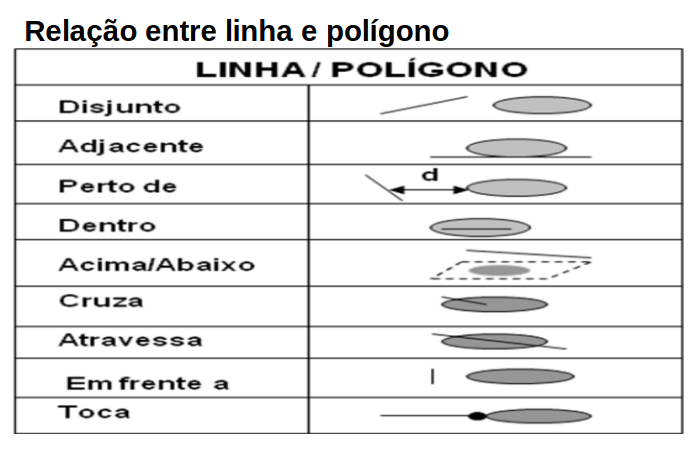 Relação entre linha e polígono
LINHA / POLÍGONO
Disjunto
Adjacente
Perto de
d
Dentro
Acima/Abaixo
Cruza
Atravessa
Em frente a
Toca